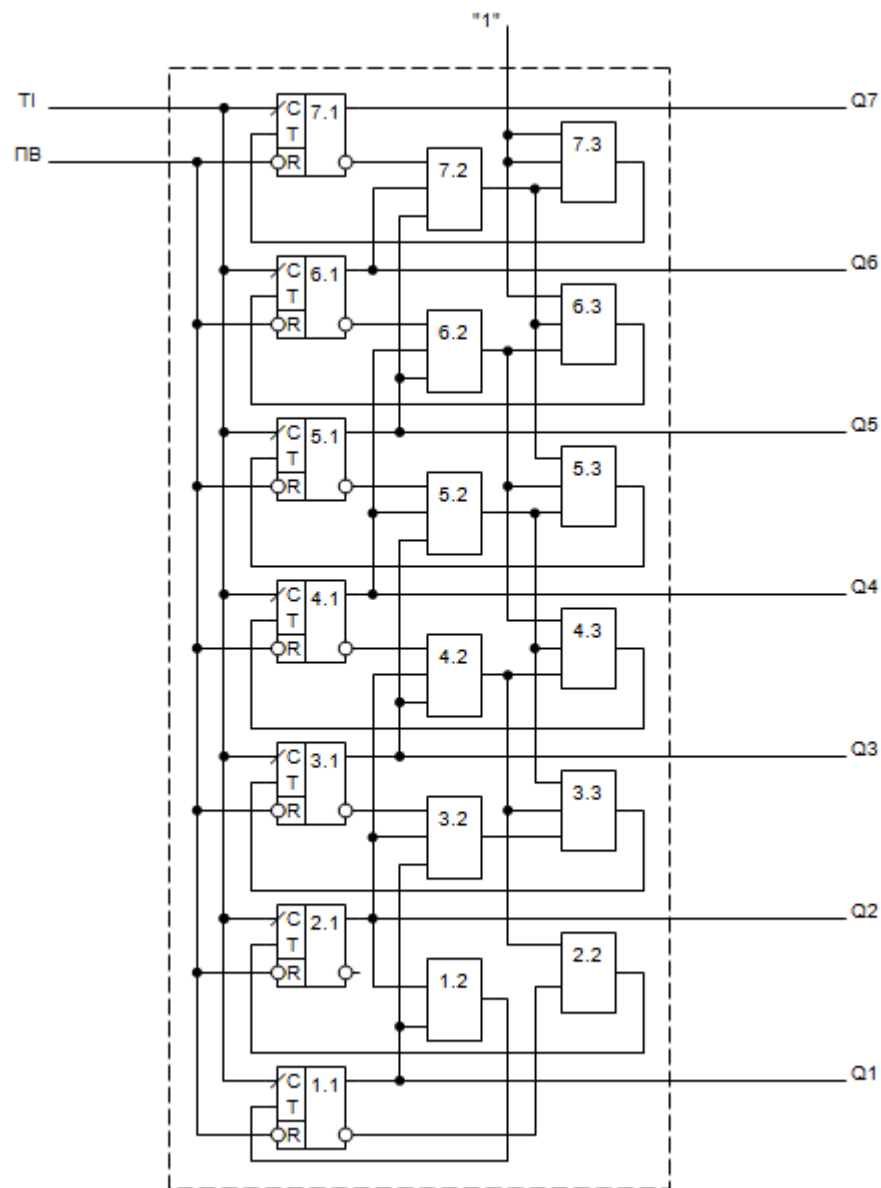 "1"
TI
C 7.1
T
R
7.3
Q7
ПВ
7.2
C 6.1
T
R
6.3
Q6
6.2
C 5.1
T
R
5.3
Q5
5.2
C 4.1
T
R
4.3
Q4
4.2
C 3.1
T
R
3.3
Q3
3.2
C 2.1
T
R
2.2
Q2
1.2
C 1.1
T
R
Q1